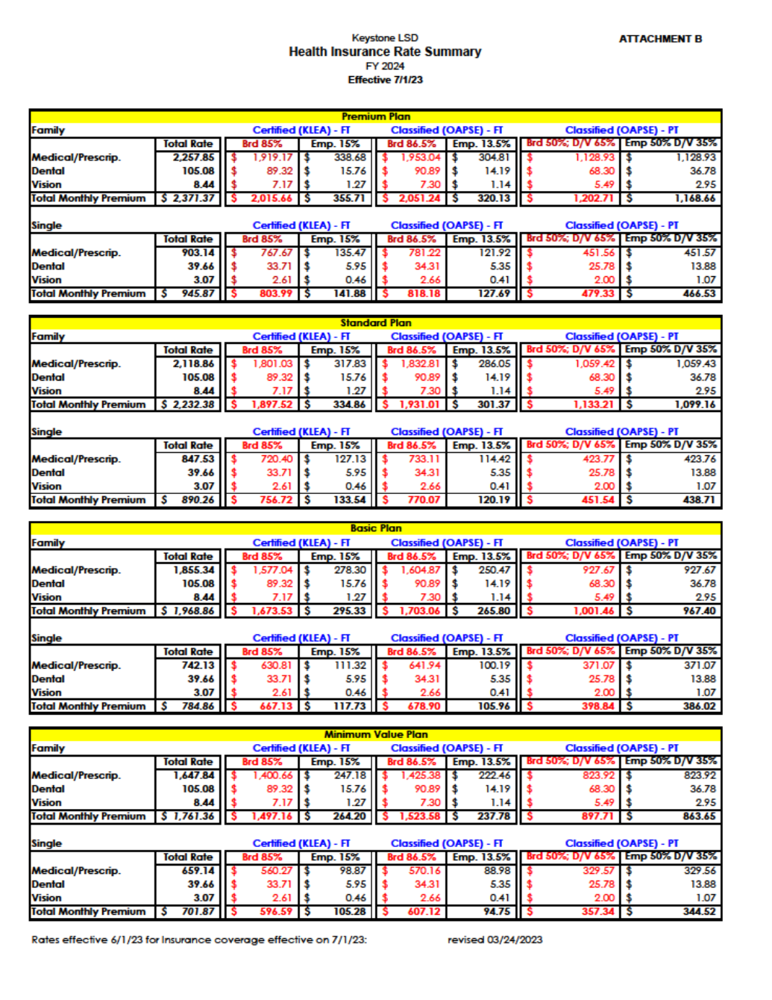 Keystone LSD
ATTACHMENT B
Health Insurance Rate Summary
FY 2024
Effective 7/1/23
Premium Plan
Family Certified (KLEA) - FT Classified (OAPSE) - FT Classified (OAPSE) - PT
Total Rate Brd 85% Emp. 15% Brd 86.5% Emp. 13.5% Brd 50%; D/V 65% Emp 50% D/V 35%
Medical/Prescrip. 2,257.85 $ 1,919.17 $ 338.68 $ 1,953.04 $ 304.81 $ 1,128.93 $ 1,128.93
Dental 105.08 $ 89.32 $ 15.76 $ 90.89 $ 14.19 $ 68.30 $ 36.78
Vision 8.44 $ 7.17 $ 1.27 $ 7.30 $ 1.14 $ 5.49 $ 2.95
Total Monthly Premium $ 2,371.37 $ 2,015.66 $ 355.71 $ 2,051.24 $ 320.13 $ 1,202.71 $ 1,168.66
Single Certified (KLEA) - FT Classified (OAPSE) - FT Classified (OAPSE) - PT
Total Rate Brd 85% Emp. 15% Brd 86.5% Emp. 13.5% Brd 50%; D/V 65% Emp 50% D/V 35%
Medical/Prescrip. 903.14 $ 767.67 $ 135.47 $ 781.22 121.92 $ 451.56 $ 451.57
Dental 39.66 $ 33.71 $ 5.95 $ 34.31 5.35 $ 25.78 $ 13.88
Vision 3.07 $ 2.61 $ 0.46 $ 2.66 0.41 $ 2.00 $ 1.07
Total Monthly Premium $ 945.87 $ 803.99 $ 141.88 $ 818.18 127.69 $ 479.33 $ 466.53
Standard Plan
Family Certified (KLEA) - FT Classified (OAPSE) - FT Classified (OAPSE) - PT
Total Rate Brd 85% Emp. 15% Brd 86.5% Emp. 13.5% Brd 50%; D/V 65% Emp 50% D/V 35%
Medical/Prescrip. 2,118.86 $ 1,801.03 $ 317.83 $ 1,832.81 $ 286.05 $ 1,059.42 $ 1,059.43
Dental 105.08 $ 89.32 $ 15.76 $ 90.89 $ 14.19 $ 68.30 $ 36.78
Vision 8.44 $ 7.17 $ 1.27 $ 7.30 $ 1.14 $ 5.49 $ 2.95
Total Monthly Premium $ 2,232.38 $ 1,897.52 $ 334.86 $ 1,931.01 $ 301.37 $ 1,133.21 $ 1,099.16
Single Certified (KLEA) - FT Classified (OAPSE) - FT Classified (OAPSE) - PT
Total Rate Brd 85% Emp. 15% Brd 86.5% Emp. 13.5% Brd 50%; D/V 65% Emp 50% D/V 35%
Medical/Prescrip. 847.53 $ 720.40 $ 127.13 $ 733.11 114.42 $ 423.77 $ 423.76
Dental 39.66 $ 33.71 $ 5.95 $ 34.31 5.35 $ 25.78 $ 13.88
Vision 3.07 $ 2.61 $ 0.46 $ 2.66 0.41 $ 2.00 $ 1.07
Total Monthly Premium $ 890.26 $ 756.72 $ 133.54 $ 770.07 120.19 $ 451.54 $ 438.71
Basic Plan
Family Certified (KLEA) - FT Classified (OAPSE) - FT Classified (OAPSE) - PT
Total Rate Brd 85% Emp. 15% Brd 86.5% Emp. 13.5% Brd 50%; D/V 65% Emp 50% D/V 35%
Medical/Prescrip. 1,855.34 $ 1,577.04 $ 278.30 $ 1,604.87 $ 250.47 $ 927.67 $ 927.67
Dental 105.08 $ 89.32 $ 15.76 $ 90.89 $ 14.19 $ 68.30 $ 36.78
Vision 8.44 $ 7.17 $ 1.27 $ 7.30 $ 1.14 $ 5.49 $ 2.95
Total Monthly Premium $ 1,968.86 $ 1,673.53 $ 295.33 $ 1,703.06 $ 265.80 $ 1,001.46 $ 967.40
Single Certified (KLEA) - FT Classified (OAPSE) - FT Classified (OAPSE) - PT
Total Rate Brd 85% Emp. 15% Brd 86.5% Emp. 13.5% Brd 50%; D/V 65% Emp 50% D/V 35%
Medical/Prescrip. 742.13 $ 630.81 $ 111.32 $ 641.94 100.19 $ 371.07 $ 371.07
Dental 39.66 $ 33.71 $ 5.95 $ 34.31 5.35 $ 25.78 $ 13.88
Vision 3.07 $ 2.61 $ 0.46 $ 2.66 0.41 $ 2.00 $ 1.07
Total Monthly Premium $ 784.86 $ 667.13 $ 117.73 $ 678.90 105.96 $ 398.84 $ 386.02
Minimum Value Plan
Family Certified (KLEA) - FT Classified (OAPSE) - FT Classified (OAPSE) - PT
Total Rate Brd 85% Emp. 15% Brd 86.5% Emp. 13.5% Brd 50%; D/V 65% Emp 50% D/V 35%
Medical/Prescrip. 1,647.84 $ 1,400.66 $ 247.18 $ 1,425.38 $ 222.46 $ 823.92 $ 823.92
Dental 105.08 $ 89.32 $ 15.76 $ 90.89 $ 14.19 $ 68.30 $ 36.78
Vision 8.44 $ 7.17 $ 1.27 $ 7.30 $ 1.14 $ 5.49 $ 2.95
Total Monthly Premium $ 1,761.36 $ 1,497.16 $ 264.20 $ 1,523.58 $ 237.78 $ 897.71 $ 863.65
Single Certified (KLEA) - FT Classified (OAPSE) - FT Classified (OAPSE) - PT
Total Rate Brd 85% Emp. 15% Brd 86.5% Emp. 13.5% Brd 50%; D/V 65% Emp 50% D/V 35%
Medical/Prescrip. 659.14 $ 560.27 $ 98.87 $ 570.16 88.98 $ 329.57 $ 329.56
Dental 39.66 $ 33.71 $ 5.95 $ 34.31 5.35 $ 25.78 $ 13.88
Vision 3.07 $ 2.61 $ 0.46 $ 2.66 0.41 $ 2.00 $ 1.07
Total Monthly Premium $ 701.87 $ 596.59 $ 105.28 $ 607.12 94.75 $ 357.34 $ 344.52
Rates effective 6/1/23 for Insurance coverage effective on 7/1/23: revised 03/24/2023